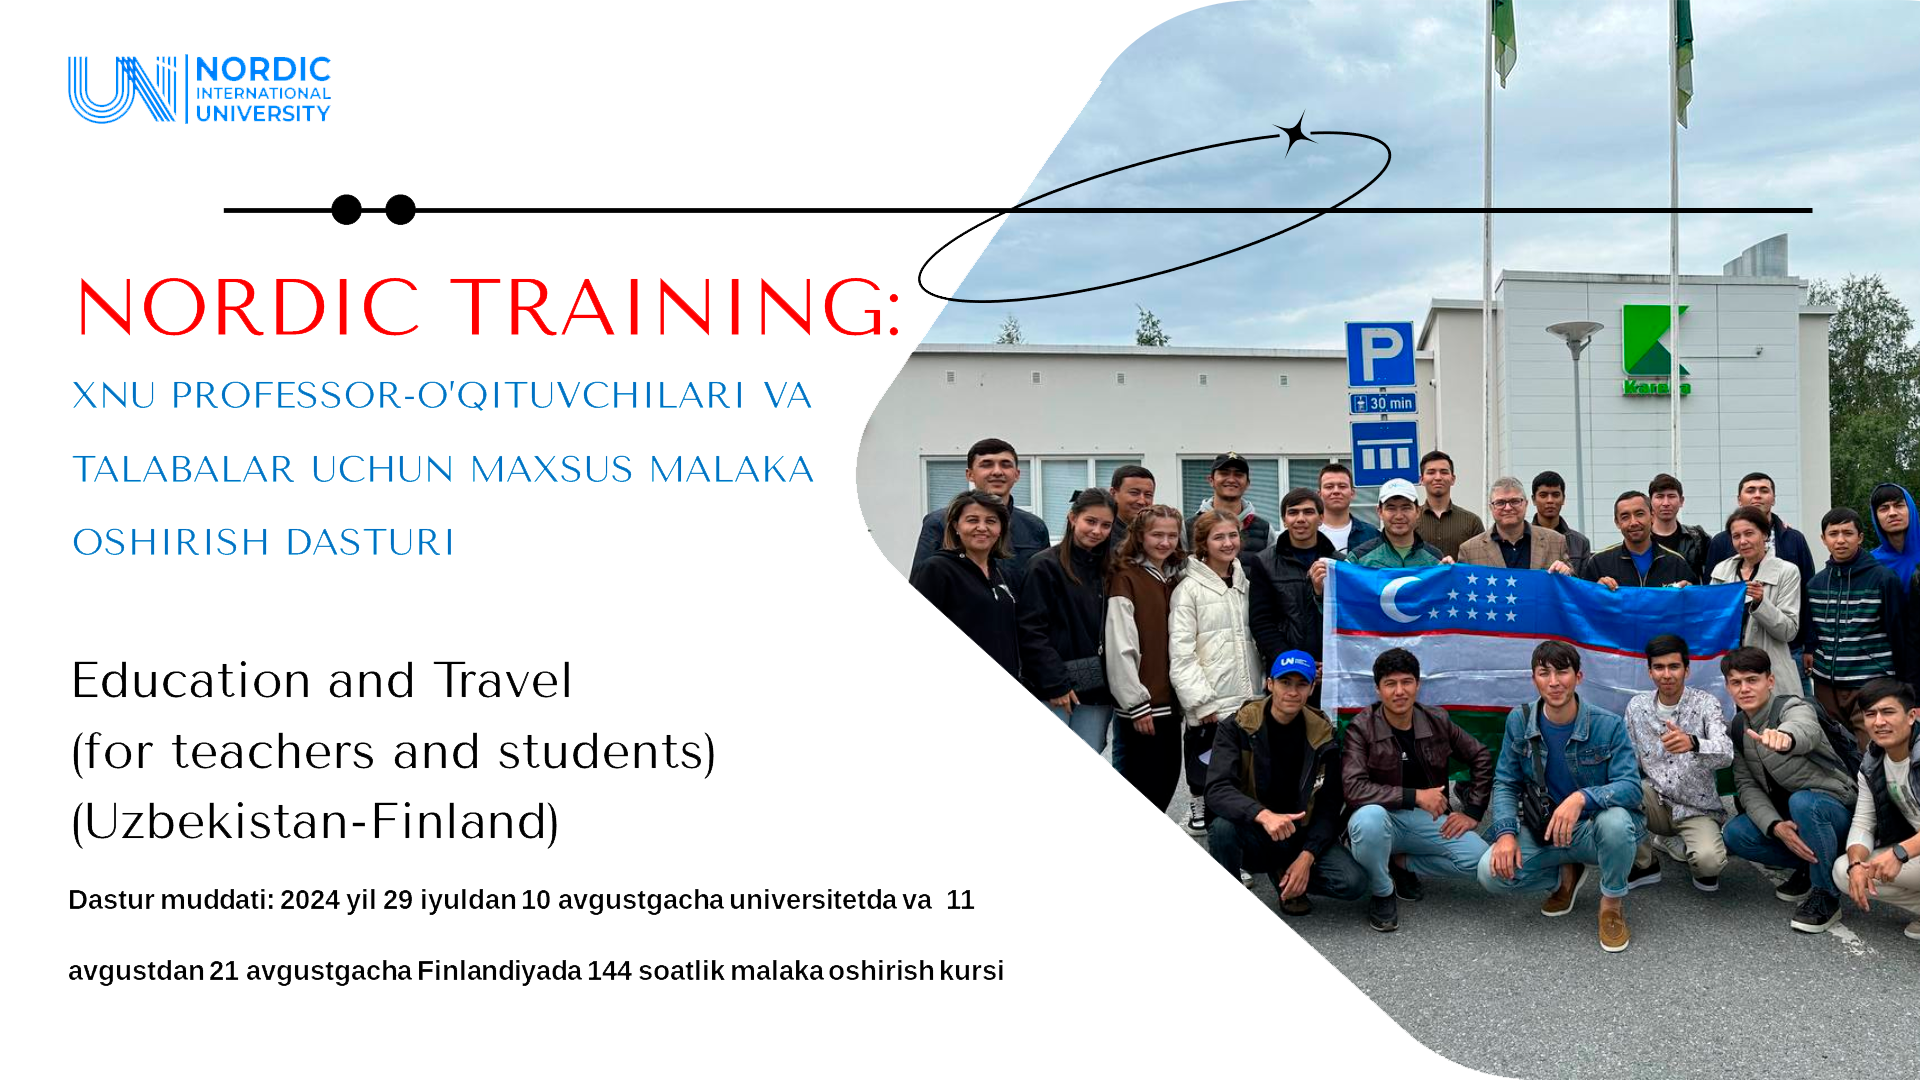 UNi
NORDIC
INTERNATIONAL
UNIVERSITY
NORDIC TRAINING:
XNU PROFESSOR-O'QITUVCHILARI VA
TALABALAR UCHUN MAXSUS MALAKA
OSHIRISH DASTURI
Education and Travel
(for teachers and students)
(Uzbekistan-Finland)
Dastur muddati: 2024 yil 29 iyuldan 10 avgustgacha universitetda va 11
avgustdan 21 avgustgacha Finlandiyada 144 soatlik malaka oshirish kursi
P
30 min